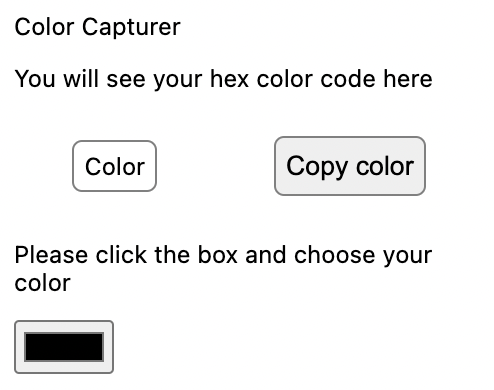 Color Capturer
You will see your hex color code here
Color
Copy color
Please click the box and choose your
color